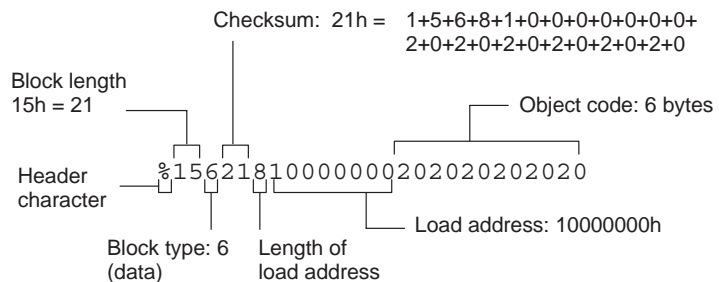 Checksum: 21h = 1+5+6+8+1+0+0+0+0+0+0+0+
2+0+2+0+2+0+2+0+2+0+2+0
Block length
15h = 21
Object code: 6 bytes
%15621810000000202020202020
Header
character
Load address: 10000000h
Block type: 6
(data)
Length of
load address